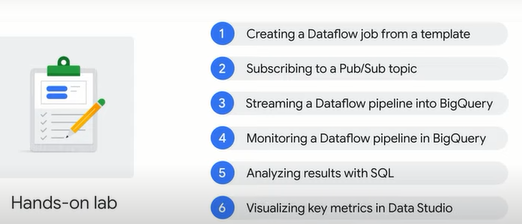 1 Creating a Dataflow job from a template
2 Subscribing to a Pub/Sub topic
3 Streaming a Dataflow pipeline into BigQuery
4 Monitoring a Dataflow pipeline in BigQuery
5 Analyzing results with SQL
6 Visualizing key metrics in Data Studio
Hands-on lab